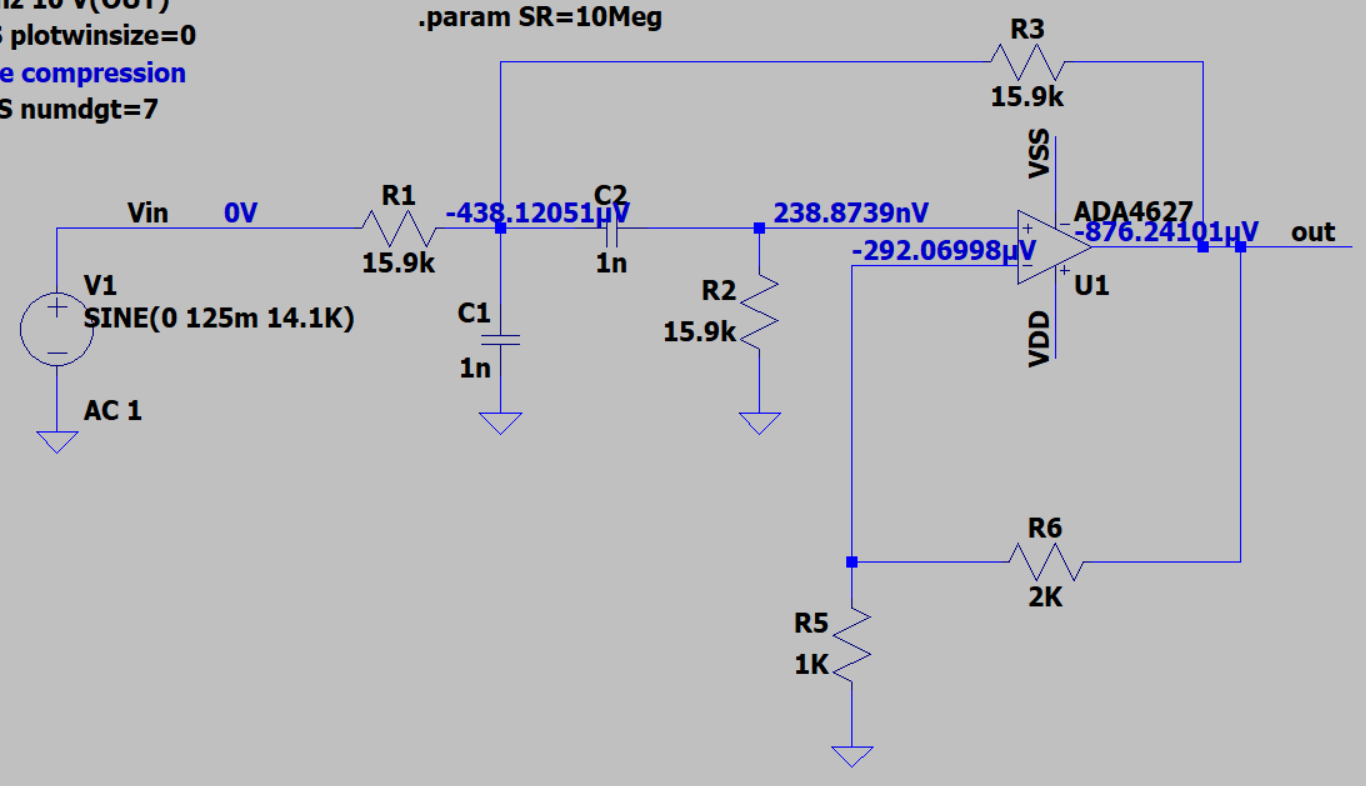 10 V(OUT)
.param SR=10Meg
plotwinsize=0
e compression
S numdgt=7
R3
15.9k
VSS
Vin
0V
R1
15.9k
-438.12051µV
C2
1n
238.8739nV
-292.06998µV
ADA4627
-876.24101µV
out
U1
VDD
V1
SINE(0 125m 14.1K)
AC 1
C1
1n
R2
15.9k
R6
2K
R5
1K